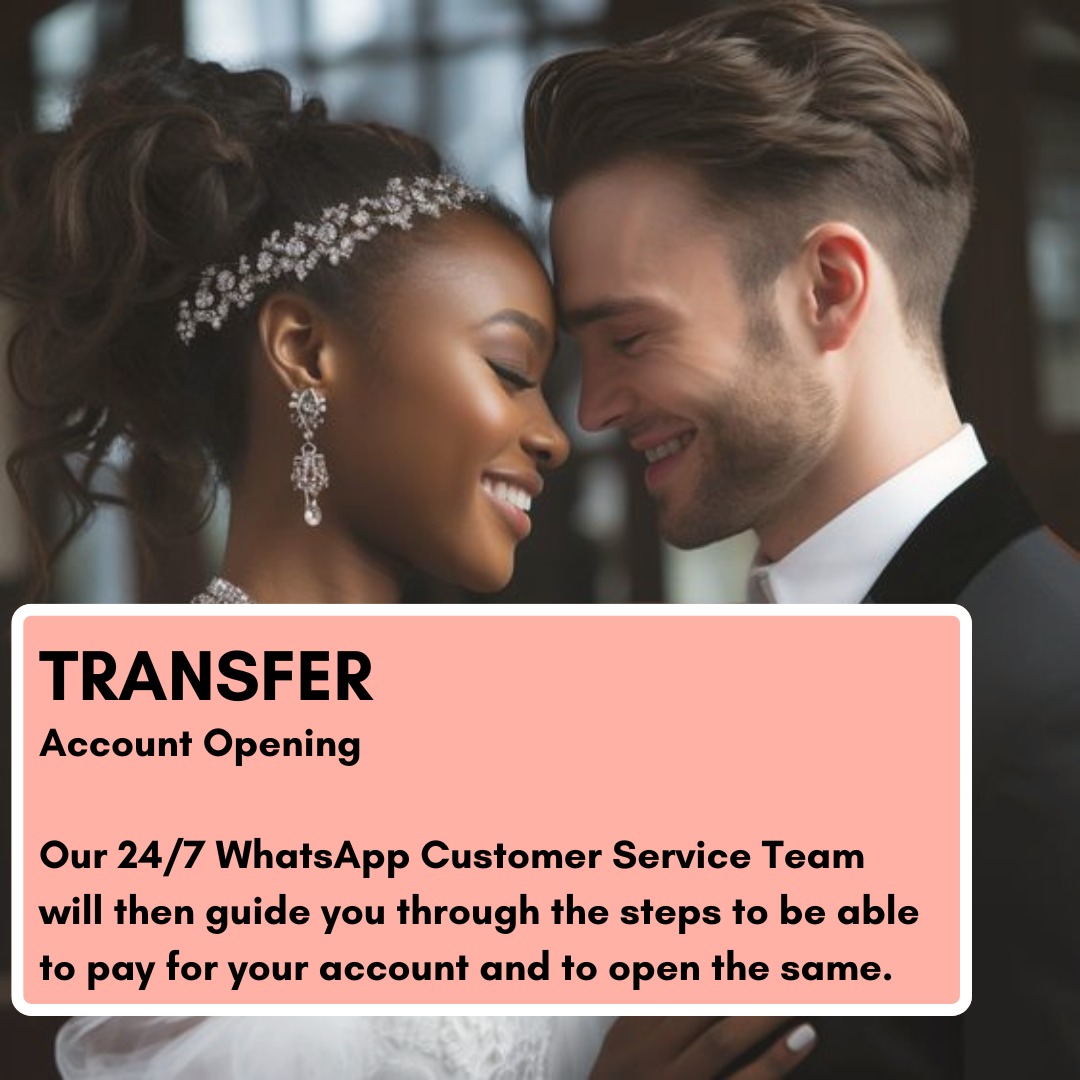 TRANSFER
Account Opening
Our 24/7 WhatsApp Customer Service Team
will then guide you through the steps to be able
to pay for your account and to open the same.